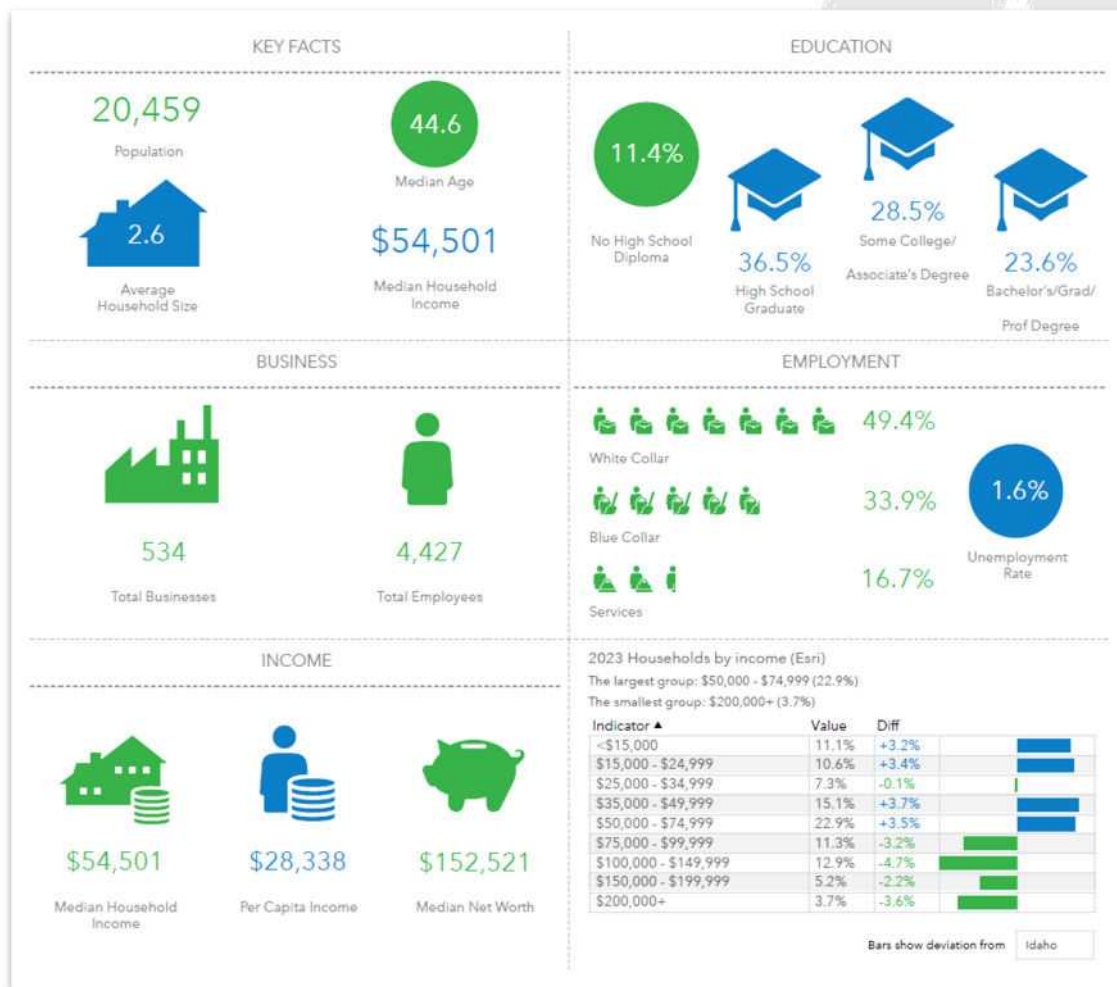 KEY FACTS
20,459
Population
44.6
Median Age
2.6
Average
Household Size
$54,501
Median Household
Income
EDUCATION
11.4%
No High School
Diploma
36.5%
High School
Graduate
28.5%
Some College/
Associate's Degree
23.6%
Bachelor's/Grad/
Prof Degree
BUSINESS
534
Total Businesses
4,427
Total Employees
EMPLOYMENT
49.4%
White Collar
33.9%
Blue Collar
16.7%
Services
1.6%
Unemployment
Rate
INCOME
$54,501
Median Household
Income
$28,338
Per Capita Income
$152,521
Median Net Worth
2023 Households by income (Esri)
The largest group: $50,000 - $74,999 (22.9%)
The smallest group: $200,000+ (3.7%)
Indicator ▲ Value Diff
<$15,000 11.1% +3.2%
$15,000 - $24,999 10.6% +3.4%
$25,000 - $34,999 7.3% -0.1%
$35,000 - $49,999 15.1% +3.7%
$50,000 - $74,999 22.9% +3.5%
$75,000 - $99,999 11.3% -3.2%
$100,000 - $149,999 12.9% -4.7%
$150,000 - $199,999 5.2% -2.2%
$200,000+ 3.7% -3.6%
Bars show deviation from Idaho